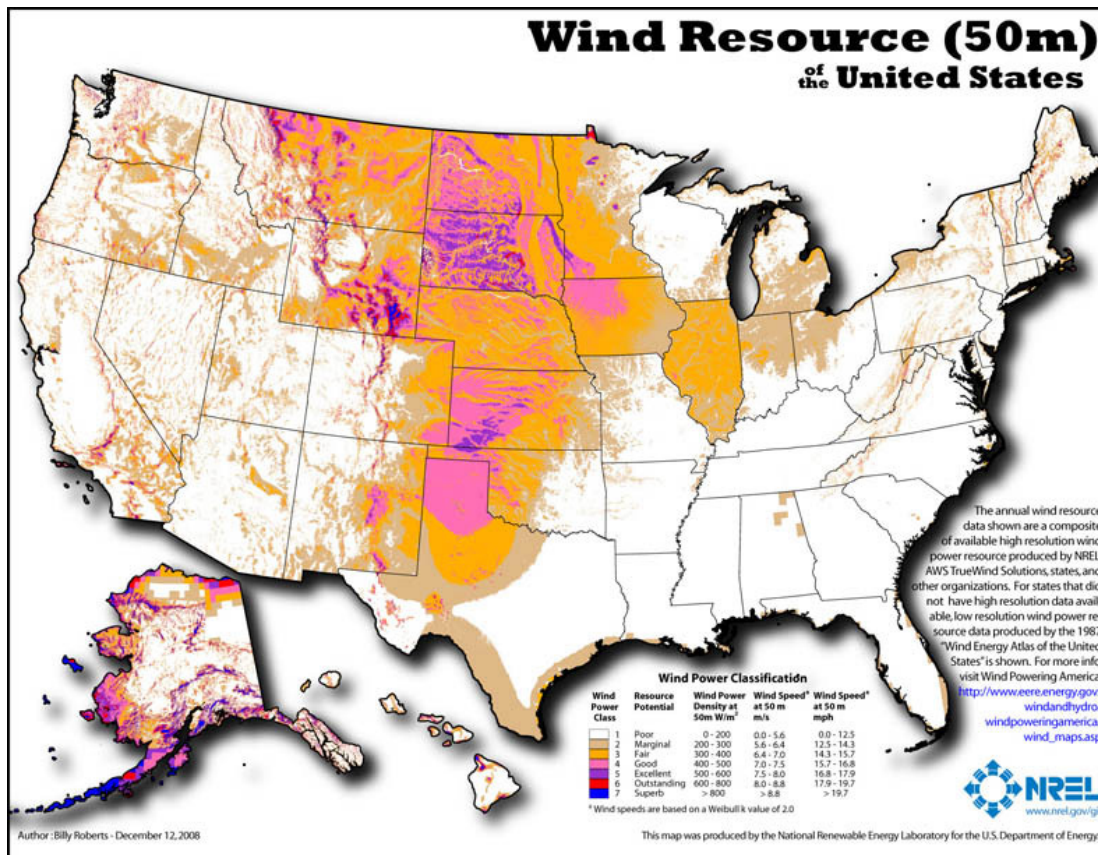 Wind Resource (50m)
of the United States
The annual wind resource
data shown are a composite
of available high resolution wind
power resource produced by NREL
AWS TrueWind Solutions, states, and
other organizations. For states that did
not have high resolution data avail
able, low resolution wind power re
source data produced by the 1987
"Wind Energy Atlas of the United
States" is shown. For more info
visit Wind Powering America
http://www.eere.energy.gov
windandhydro
windpoweringamerica
wind_maps.asp
Wind Power Classification
Wind Power Class Resource Potential Wind Power Density at 50m W/m² Wind Speedª at 50 m m/s Wind Speedª at 50 m mph
1 Poor 0 - 200 0.0 - 5.6 0.0 - 12.5
2 Marginal 200 - 300 5.6 - 6.4 12.5 - 14.3
3 Fair 300 - 400 6.4 - 7.0 14.3 - 15.7
4 Good 400 - 500 7.0 - 7.5 15.7 - 16.8
5 Excellent 500 - 600 7.5 - 8.0 16.8 - 17.9
6 Outstanding 600 - 800 8.0 - 8.8 17.9 - 19.7
7 Superb > 800 > 8.8 > 19.7
ª Wind speeds are based on a Weibull k value of 2.0
NREL
www.nrel.gov/gi
Author : Billy Roberts - December 12, 2008
This map was produced by the National Renewable Energy Laboratory for the U.S. Department of Energy.